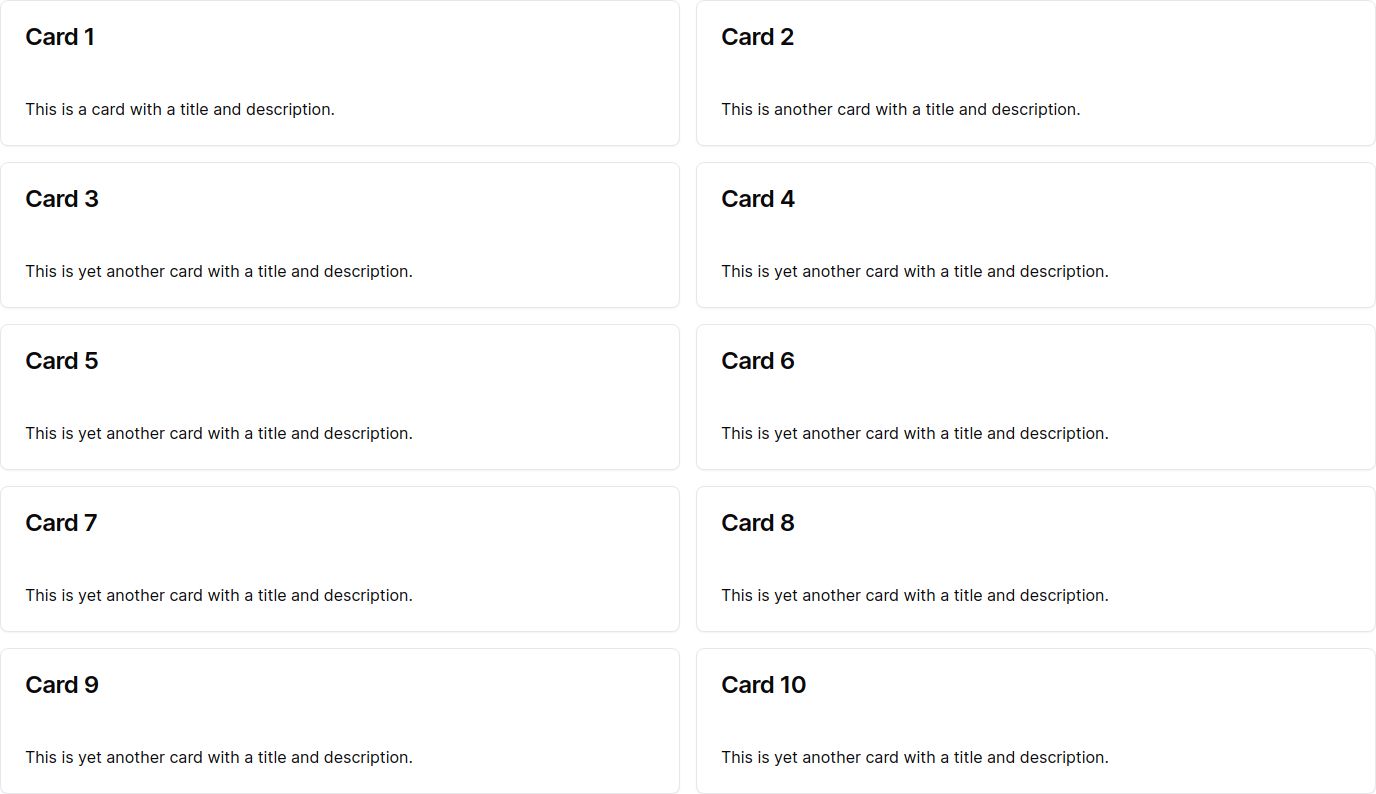 Card 1
This is a card with a title and description.
Card 2
This is another card with a title and description.
Card 3
This is yet another card with a title and description.
Card 4
This is yet another card with a title and description.
Card 5
This is yet another card with a title and description.
Card 6
This is yet another card with a title and description.
Card 7
This is yet another card with a title and description.
Card 8
This is yet another card with a title and description.
Card 9
This is yet another card with a title and description.
Card 10
This is yet another card with a title and description.